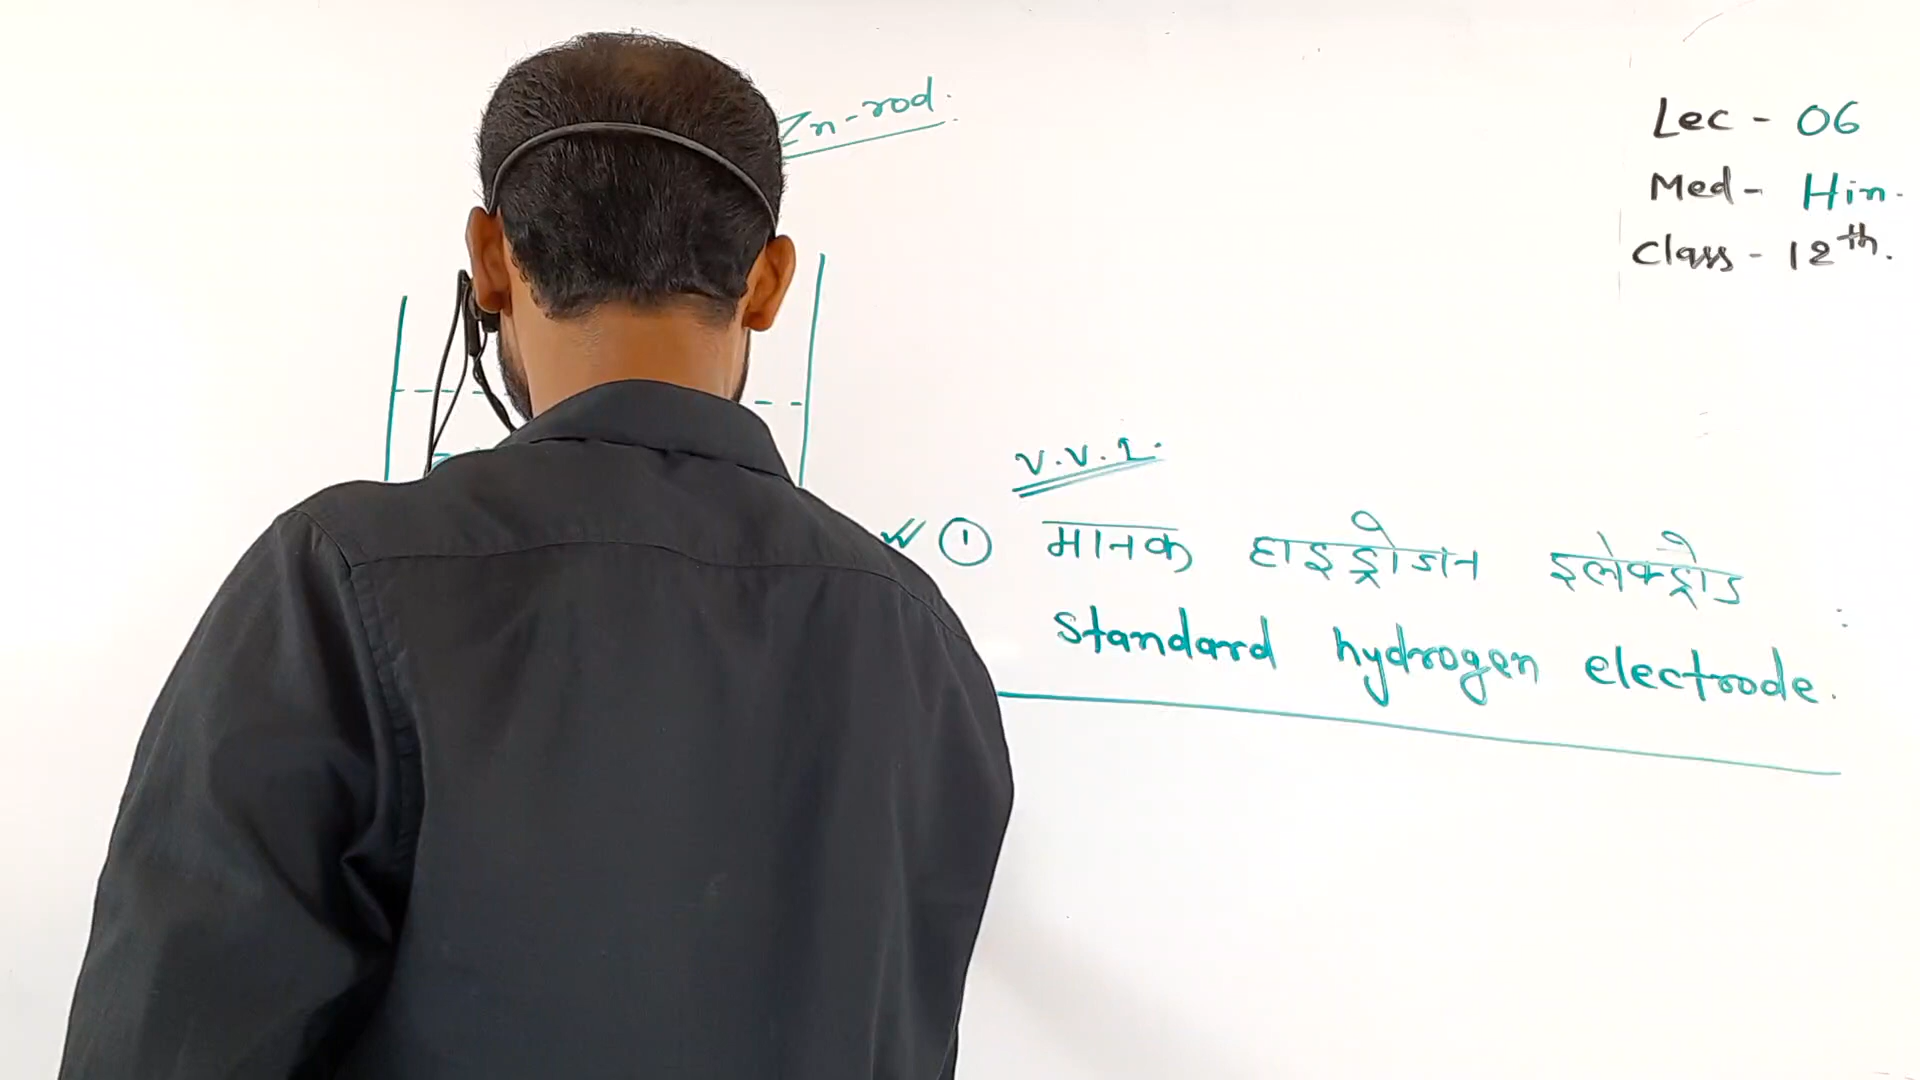 Zn-rod.
Lec - 06
Med - Hin.
Class - 12th.
V.V.I.
① मानक हाइड्रोजन इलेक्ट्रोड
Standard hydrogen electrode.